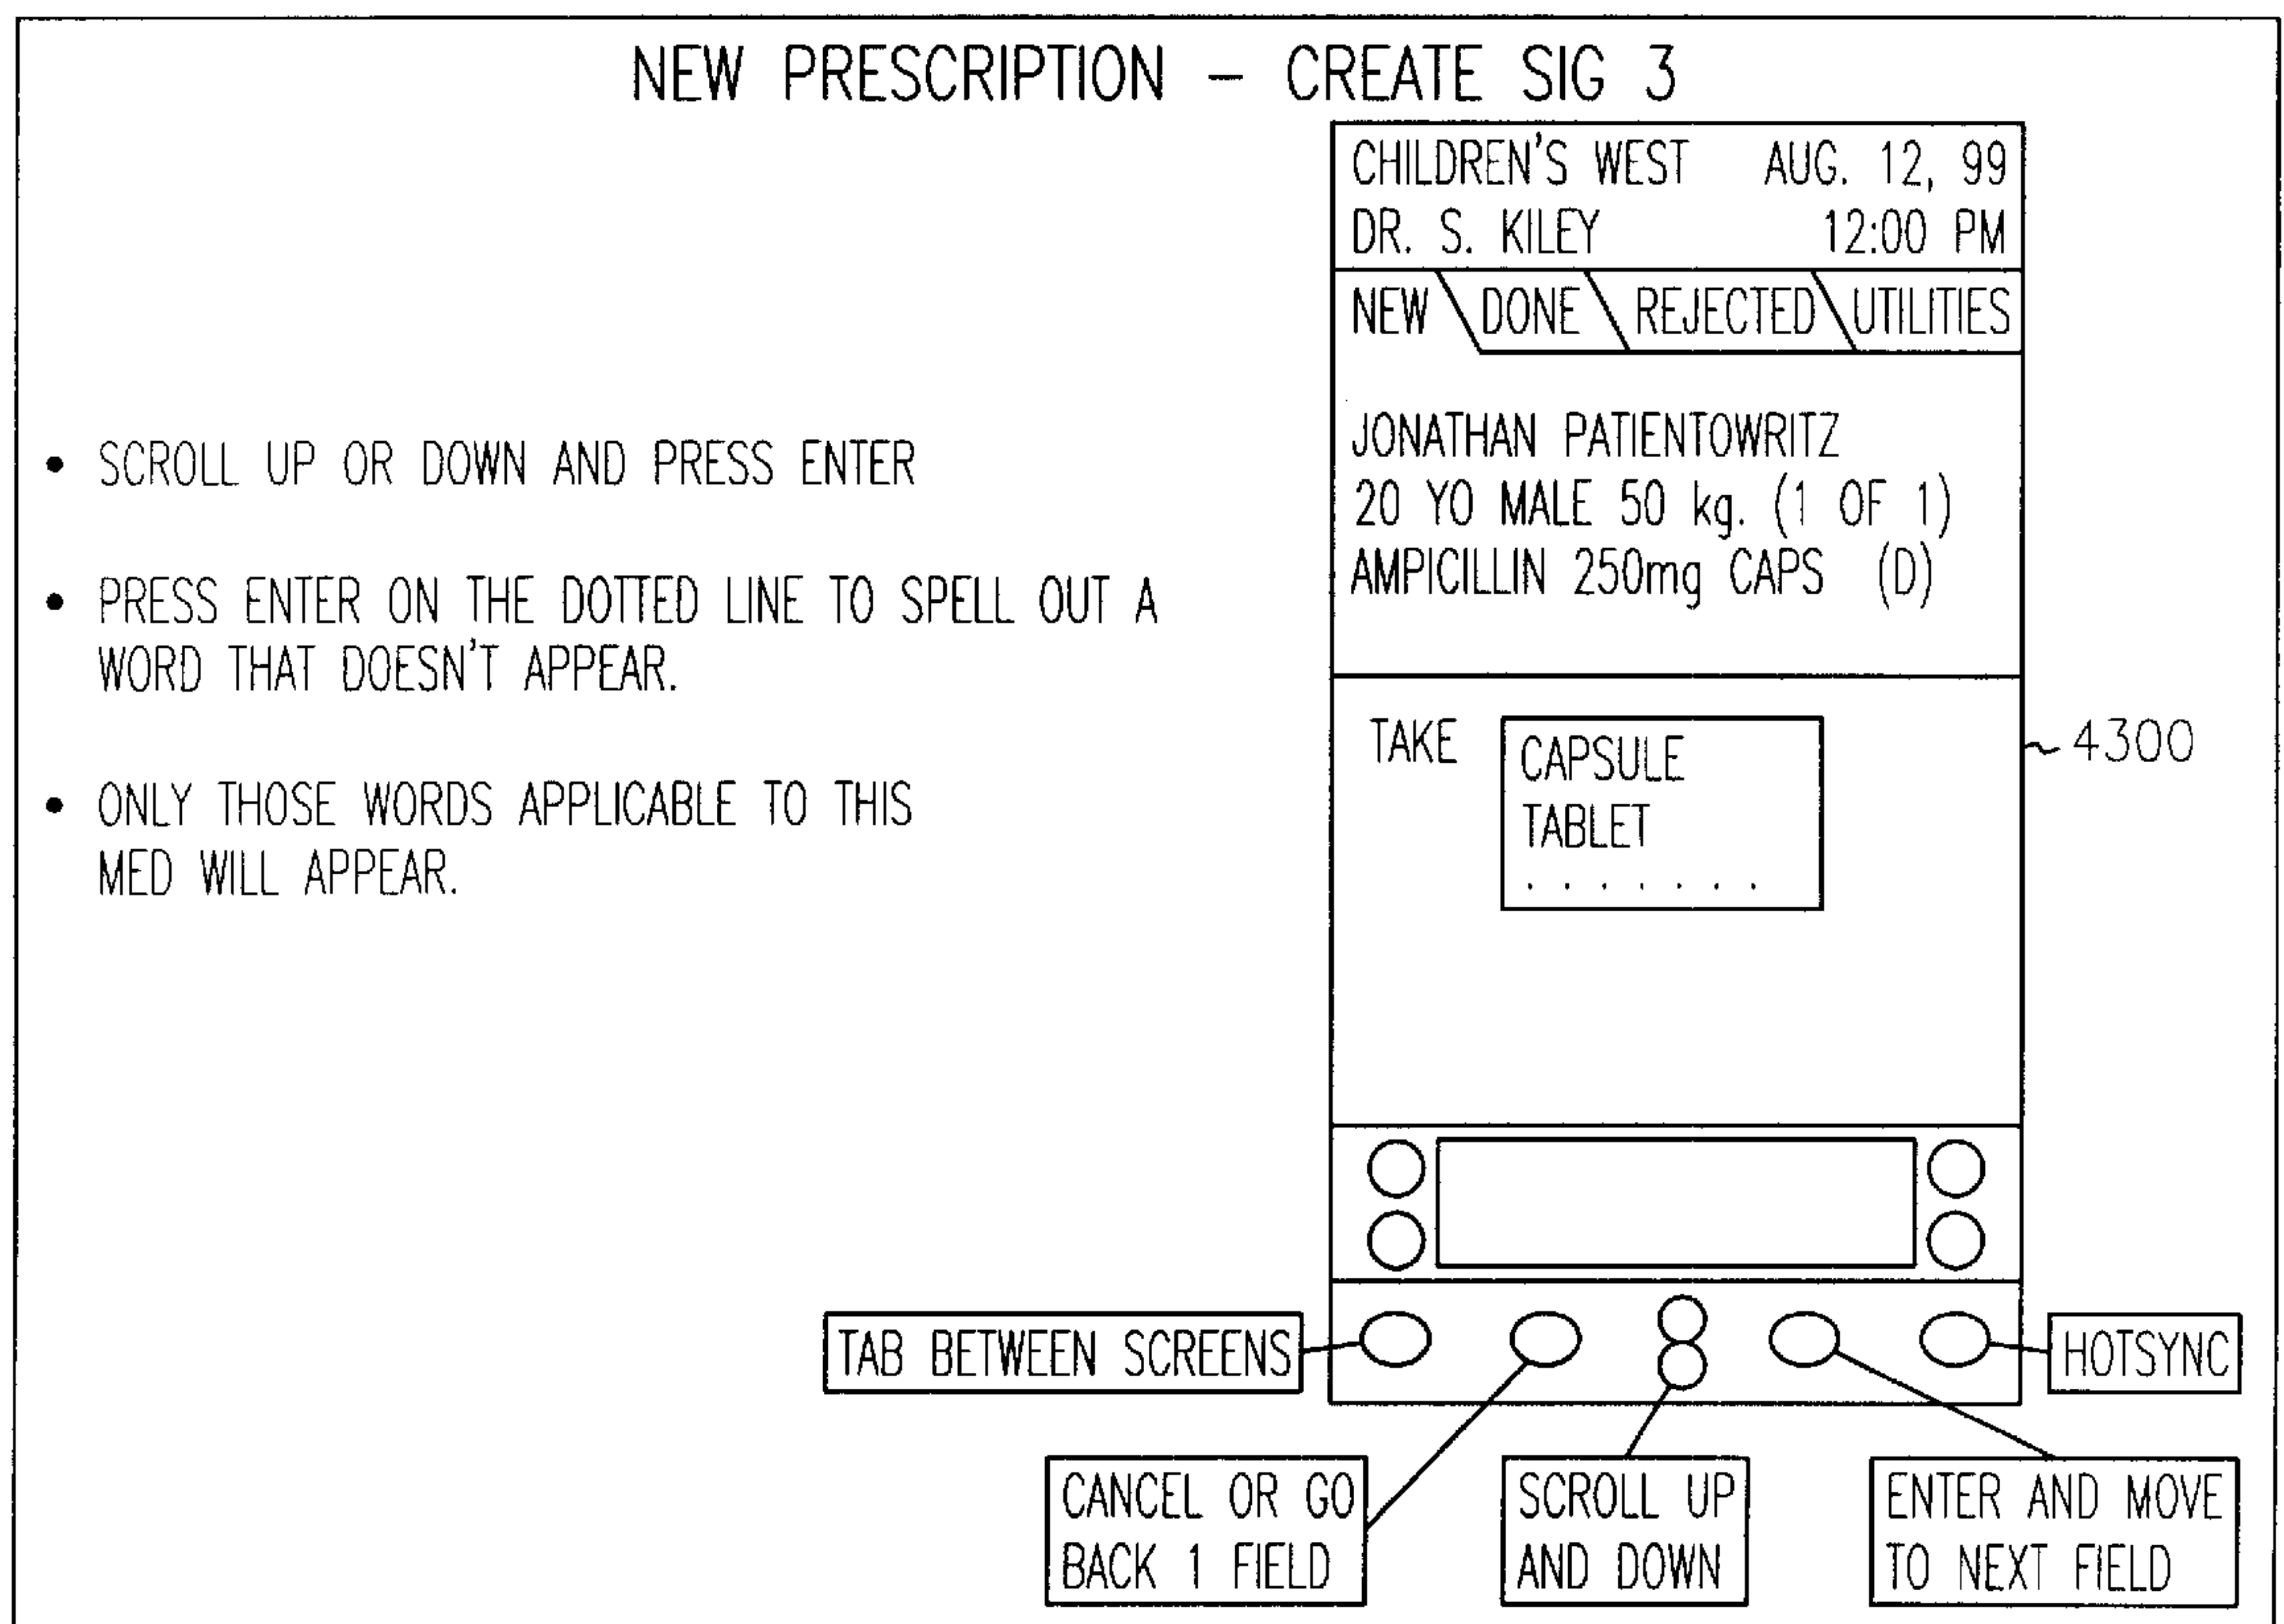 NEW PRESCRIPTION – CREATE SIG 3
• SCROLL UP OR DOWN AND PRESS ENTER
• PRESS ENTER ON THE DOTTED LINE TO SPELL OUT A
WORD THAT DOESN'T APPEAR.
• ONLY THOSE WORDS APPLICABLE TO THIS
MED WILL APPEAR.
CHILDREN'S WEST AUG. 12, 99
DR. S. KILEY 12:00 PM
NEW DONE REJECTED UTILITIES
JONATHAN PATIENTOWRITZ
20 YO MALE 50 kg. (1 OF 1)
AMPICILLIN 250mg CAPS (D)
TAKE
CAPSULE
TABLET
. . . . . . .
4300
TAB BETWEEN SCREENS
HOTSYNC
CANCEL OR GO
BACK 1 FIELD
SCROLL UP
AND DOWN
ENTER AND MOVE
TO NEXT FIELD